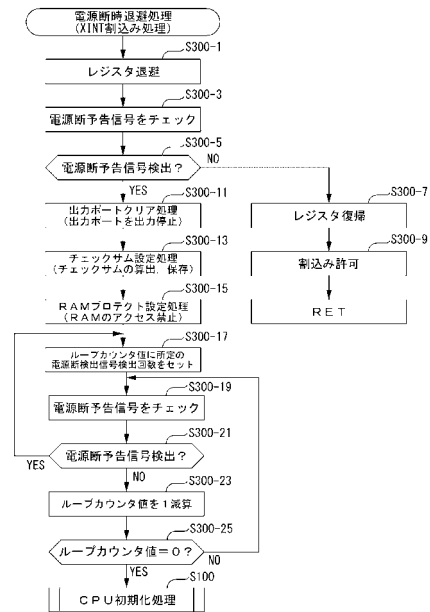 電源断時退避処理
(XINT割込み処理)
S300-1
レジスタ退避
S300-3
電源断予告信号をチェック
S300-5
電源断予告信号検出?
NO
YES
S300-11
出力ポートクリア処理
(出力ポートを出力停止)
S300-7
レジスタ復帰
S300-13
チェックサム設定処理
(チェックサムの算出,保存)
S300-9
割込み許可
S300-15
RAMプロテクト設定処理
(RAMのアクセス禁止)
RET
S300-17
ループカウンタ値に所定の
電源断検出信号検出回数をセット
S300-19
電源断予告信号をチェック
S300-21
電源断予告信号検出?
YES
NO
S300-23
ループカウンタ値を1減算
S300-25
ループカウンタ値=0?
NO
YES
S100
CPU初期化処理